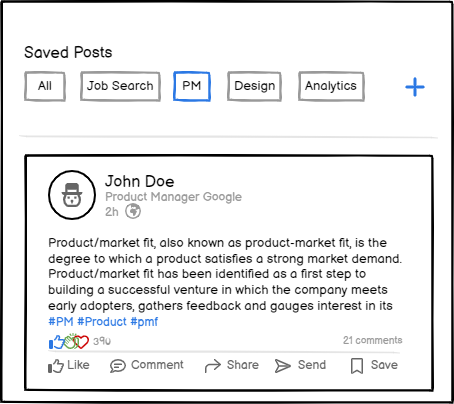 Saved Posts
All Job Search PM Design Analytics
John Doe
Product Manager Google
2h
Product/market fit, also known as product-market fit, is the
degree to which a product satisfies a strong market demand.
Product/market fit has been identified as a first step to
building a successful venture in which the company meets
early adopters, gathers feedback and gauges interest in its
#PM #Product #pmf
390 21 comments
Like Comment Share Send Save